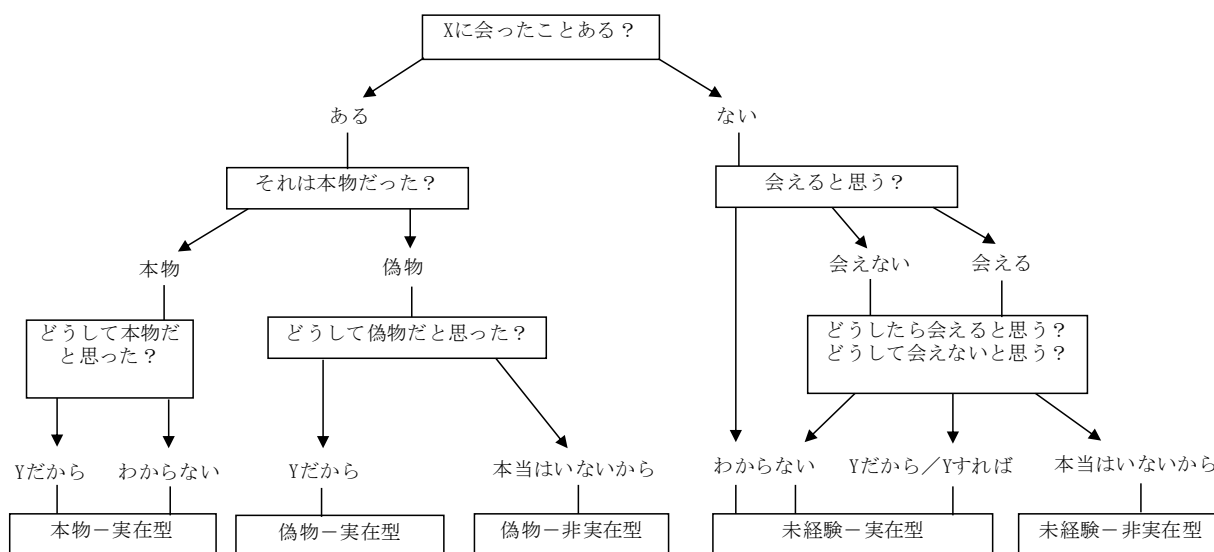 Xに会ったことある？
ある
ない
それは本物だった？
会えると思う？
本物
偽物
会えない
会える
どうして本物だ
と思った？
どうして偽物だと思った？
どうしたら会えると思う？
どうして会えないと思う？
Yだから
わからない
Yだから
本当はいないから
わからない
Yだから／Yすれば
本当はいないから
本物－実在型
偽物－実在型
偽物－非実在型
未経験－実在型
未経験－非実在型